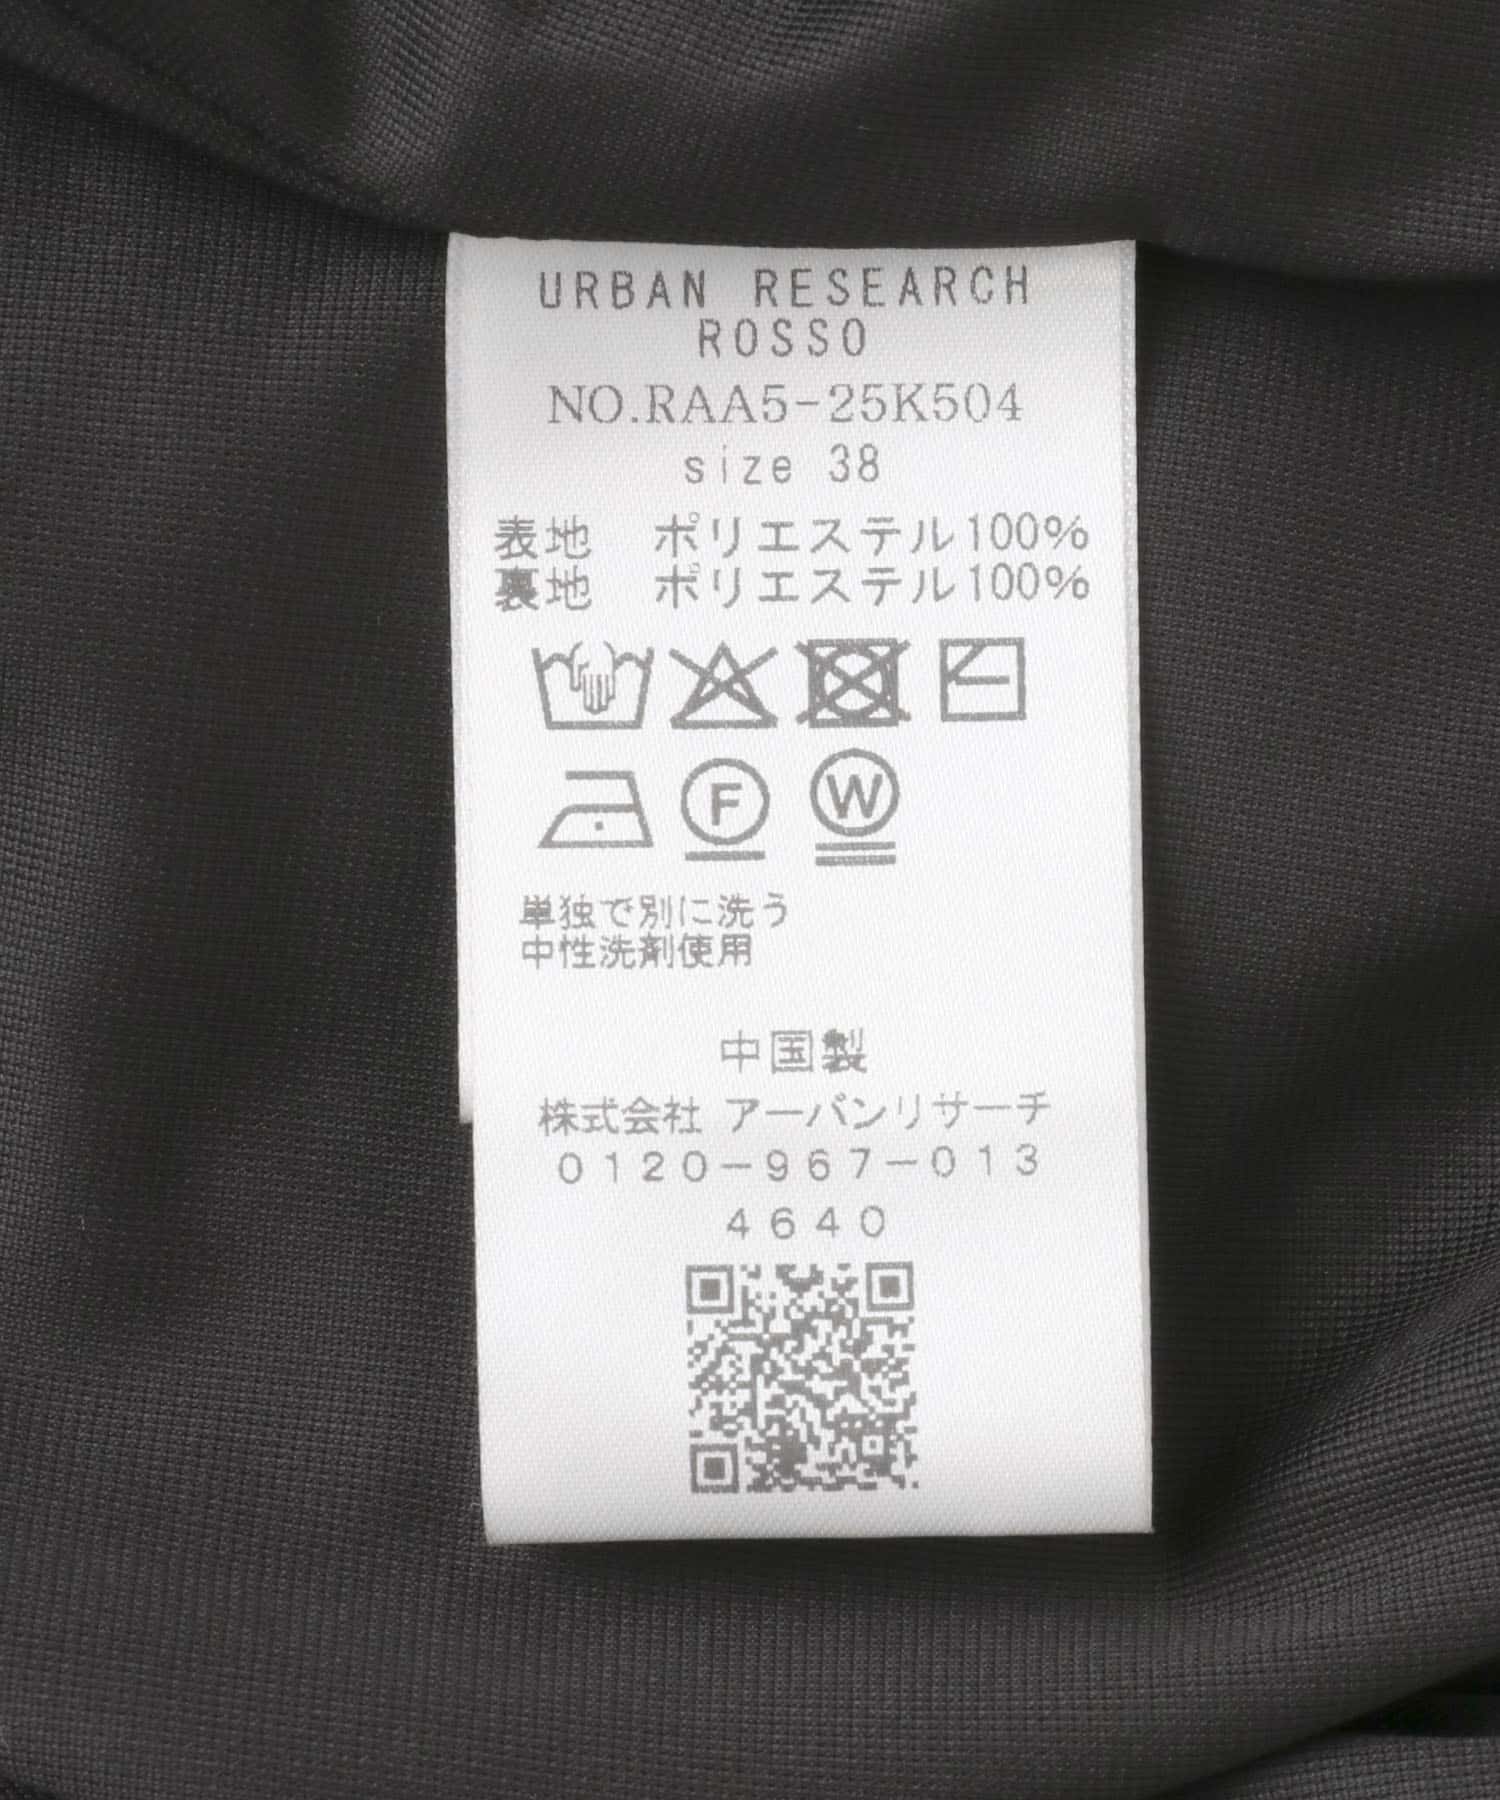 URBAN RESEARCH
ROSSO
NO.RAA5-25K504
size 38
表地 ポリエステル100%
裏地 ポリエステル100%
F W
単独で別に洗う
中性洗剤使用
中国製
株式会社 アーバンリサーチ
0120-967-013
4640